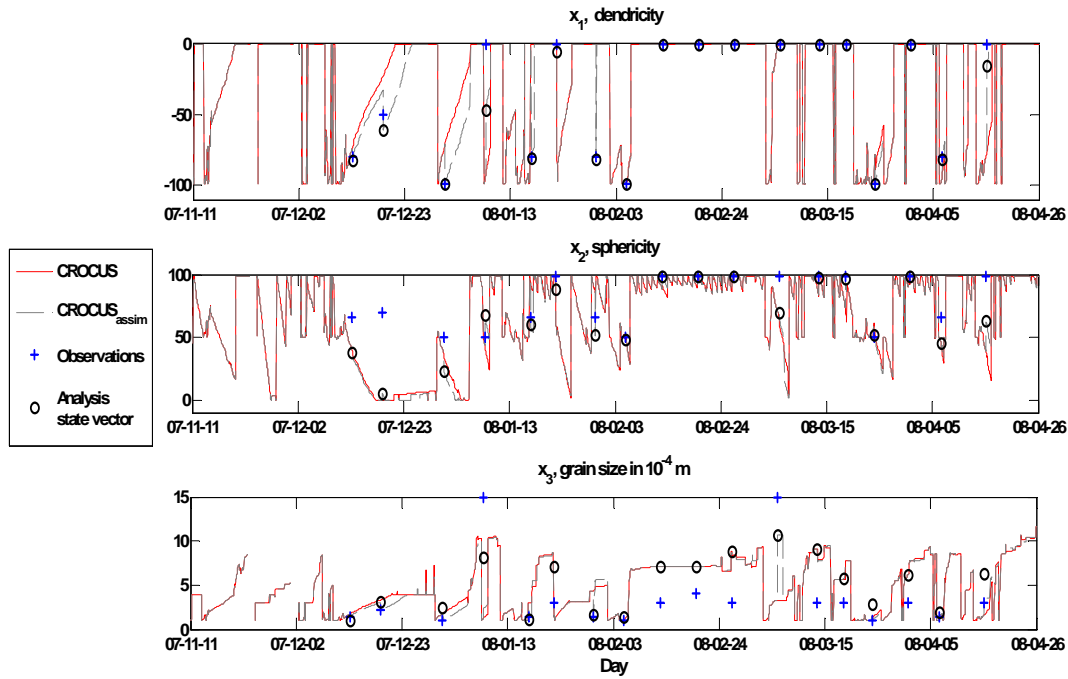 x1, dendricity
0
-50
-100
07-11-11 07-12-02 07-12-23 08-01-13 08-02-03 08-02-24 08-03-15 08-04-05 08-04-26
x2, sphericity
100
50
0
07-11-11 07-12-02 07-12-23 08-01-13 08-02-03 08-02-24 08-03-15 08-04-05 08-04-26
CROCUS
CROCUSassim
Observations
Analysis
state vector
x3, grain size in 10-4 m
15
10
5
0
07-11-11 07-12-02 07-12-23 08-01-13 08-02-03 08-02-24 08-03-15 08-04-05 08-04-26
Day